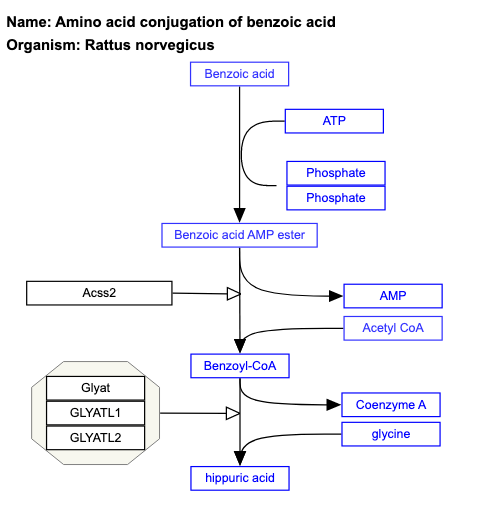 Name: Amino acid conjugation of benzoic acid
Organism: Rattus norvegicus
Benzoic acid
ATP
Phosphate
Phosphate
Benzoic acid AMP ester
Acss2
AMP
Acetyl CoA
Benzoyl-CoA
Glyat
GLYATL1
GLYATL2
Coenzyme A
glycine
hippuric acid